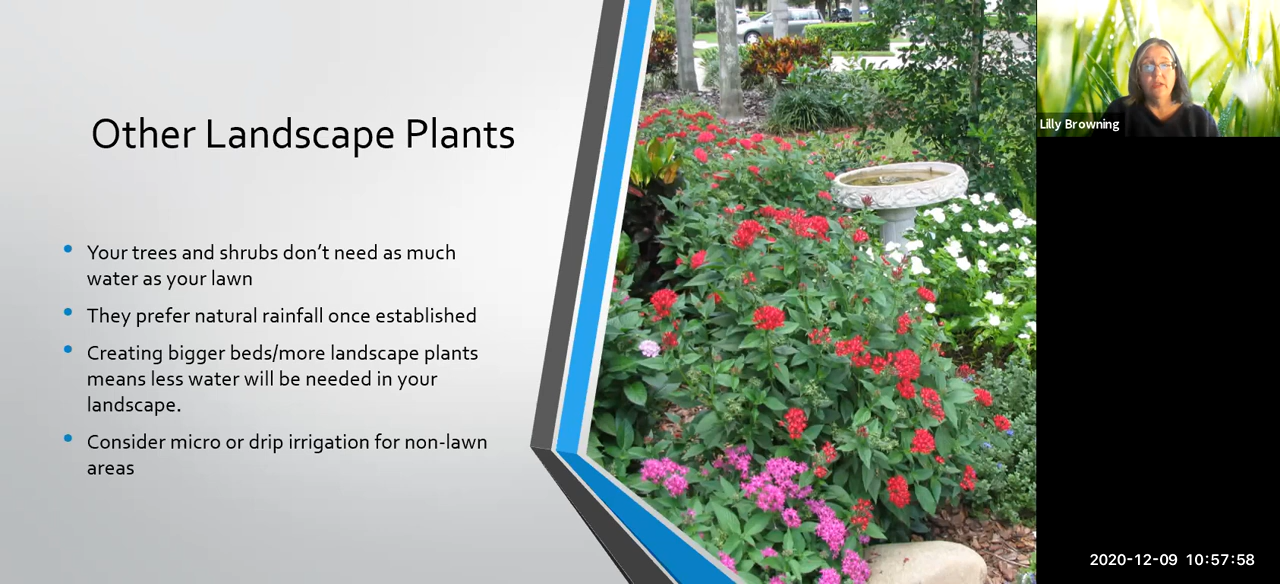 Other Landscape Plants
Your trees and shrubs don't need as much
water as your lawn
They prefer natural rainfall once established
Creating bigger beds/more landscape plants
means less water will be needed in your
landscape.
Consider micro or drip irrigation for non-lawn
areas
Lilly Browning
2020-12-09 10:57:58